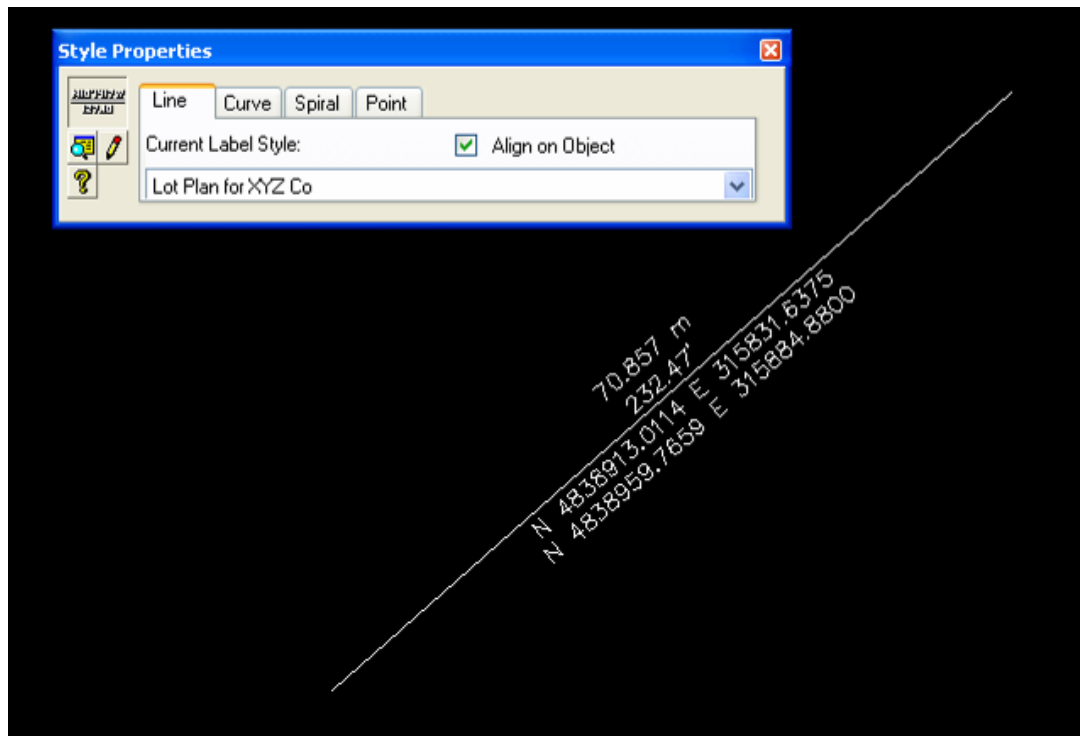 Style Properties
Line Curve Spiral Point
Current Label Style: Align on Object
Lot Plan for XYZ Co
70.857 m
232.47'
N 4838913.0114 E 315831.6375
N 4838959.7659 E 315884.8800